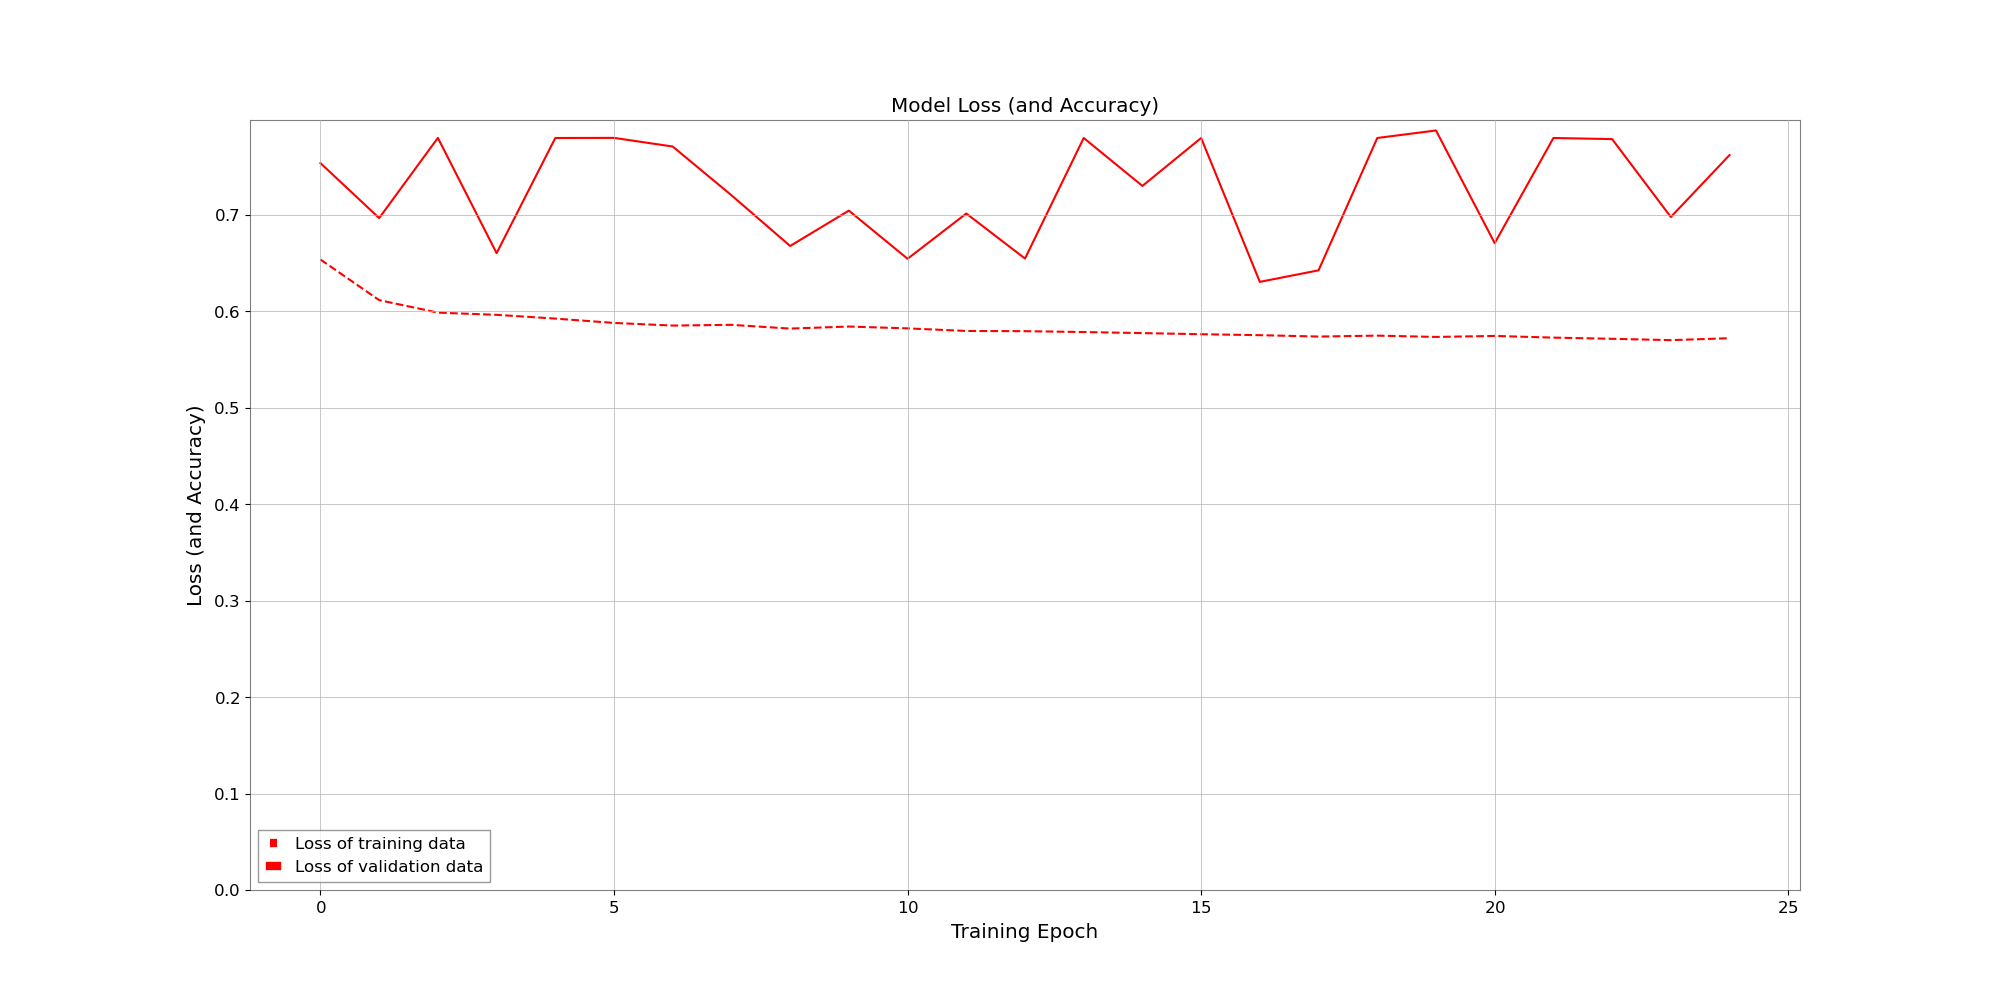 Model Loss (and Accuracy)
Loss (and Accuracy)
0.7
0.6
0.5
0.4
0.3
0.2
0.1
0.0
Loss of training data
Loss of validation data
0 5 10 15 20 25
Training Epoch